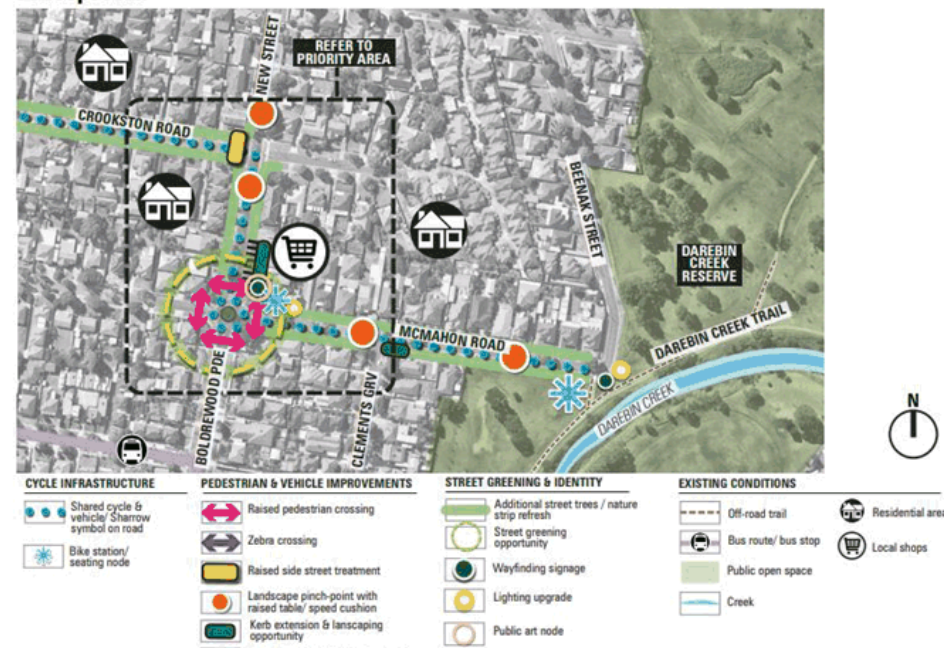 NEW STREET
REFER TO
PRIORITY AREA
CROOKSTON ROAD
BEENAK STREET
DAREBIN
CREEK
RESERVE
DAREBIN CREEK TRAIL
MCMAHON ROAD
DAREBIN CREEK
BOLDREWOOD PDE
CLEMENTS GRV
N
CYCLE INFRASTRUCTURE
Shared cycle &
vehicle/ Sharrow
symbol on road
Bike station/
seating node
PEDESTRIAN & VEHICLE IMPROVEMENTS
Raised pedestrian crossing
Zebra crossing
Raised side street treatment
Landscape pinch-point with
raised table/ speed cushion
Kerb extension & lanscaping
opportunity
STREET GREENING & IDENTITY
Additional street trees / nature
strip refresh
Street greening
opportunity
Wayfinding signage
Lighting upgrade
Public art node
EXISTING CONDITIONS
Off-road trail
Bus route/ bus stop
Public open space
Creek
Residential area
Local shops